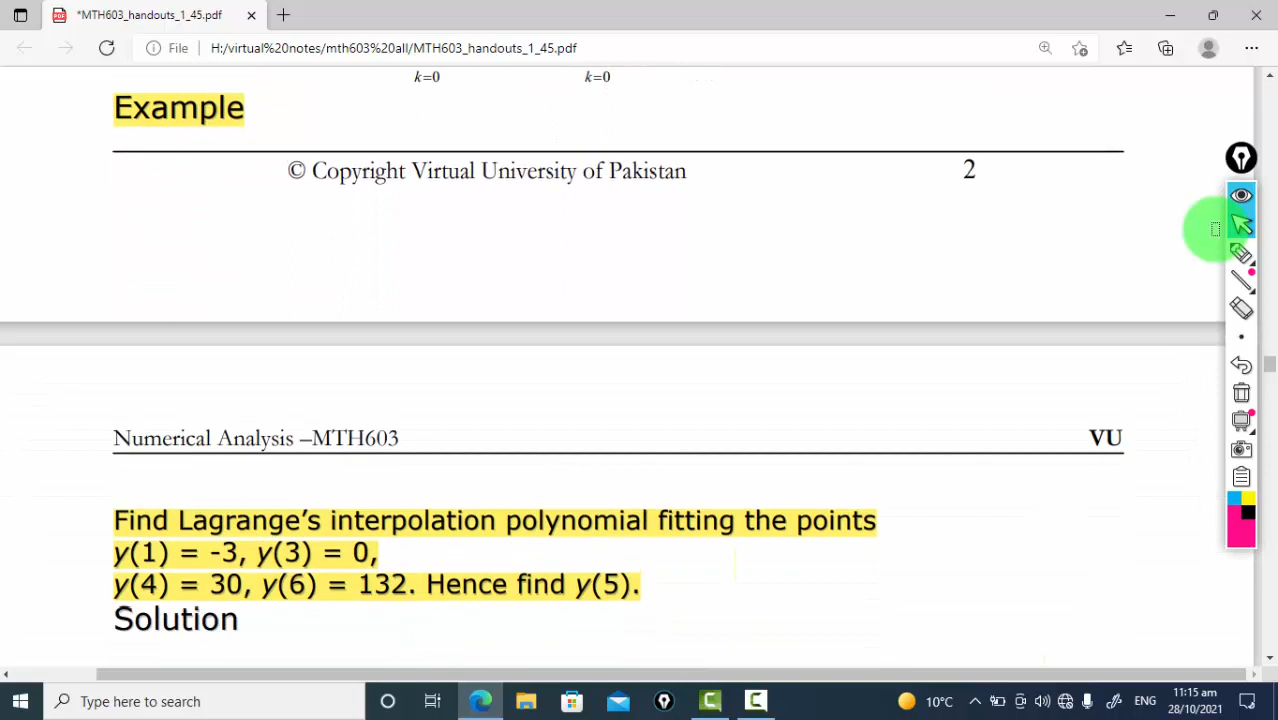 *MTH603_handouts_1_45.pdf
File
H:/virtual%20notes/mth603%20all/MTH603_handouts_1_45.pdf
k=0 k=0
Example
© Copyright Virtual University of Pakistan 2
Numerical Analysis –MTH603 VU
Find Lagrange’s interpolation polynomial fitting the points
y(1) = -3, y(3) = 0,
y(4) = 30, y(6) = 132. Hence find y(5).
Solution
Type here to search
10°C
ENG
11:15 am
28/10/2021